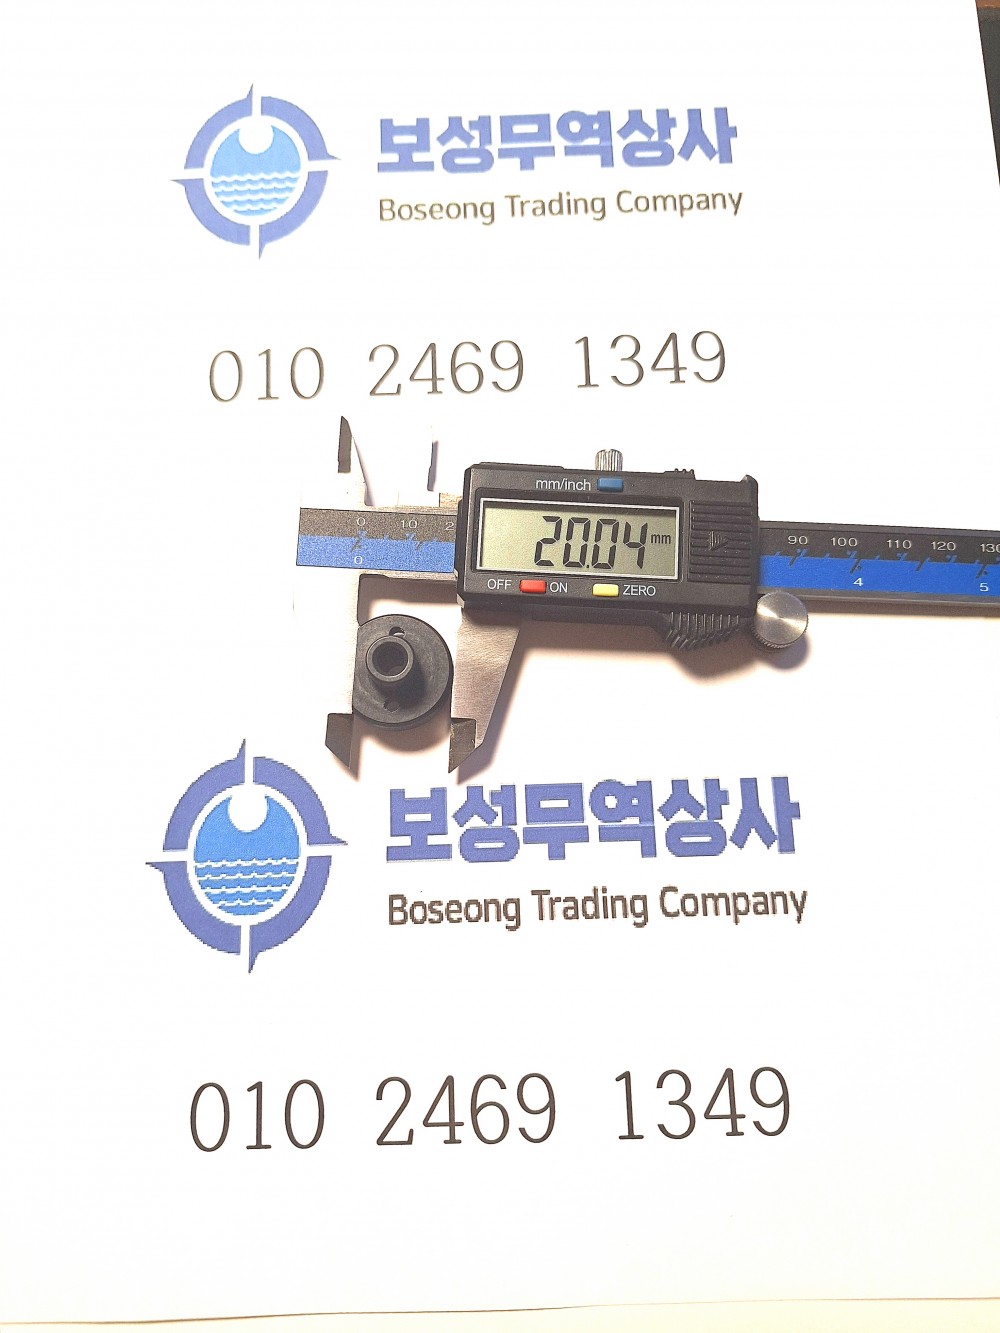 보성무역상사
Boseong Trading Company
010 2469 1349
mm/inch
20.04 mm
OFF ON ZERO
0 10 2
90 100 110 120 130
0
4 5
보성무역상사
Boseong Trading Company
010 2469 1349